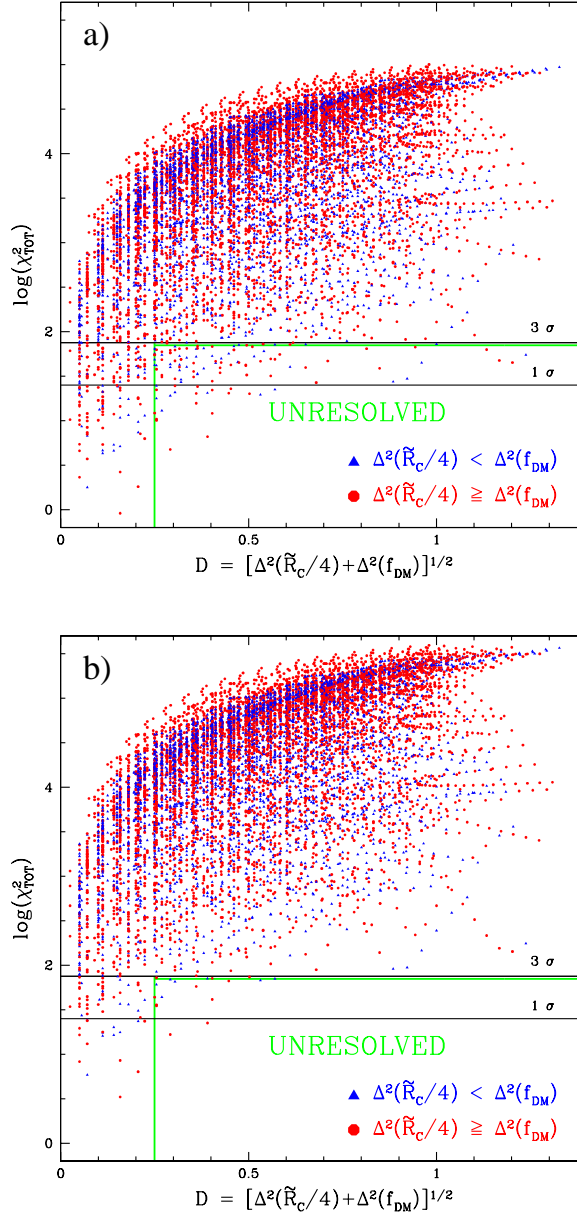 a)
4
2
0
log(χ²TOT)
3 σ
1 σ
UNRESOLVED
Δ²(R̃C/4) < Δ²(fDM)
Δ²(R̃C/4) ≧ Δ²(fDM)
0 0.5 1
D = [Δ²(R̃C/4)+Δ²(fDM)]^1/2
b)
4
2
0
log(χ²TOT)
3 σ
1 σ
UNRESOLVED
Δ²(R̃C/4) < Δ²(fDM)
Δ²(R̃C/4) ≧ Δ²(fDM)
0 0.5 1
D = [Δ²(R̃C/4)+Δ²(fDM)]^1/2